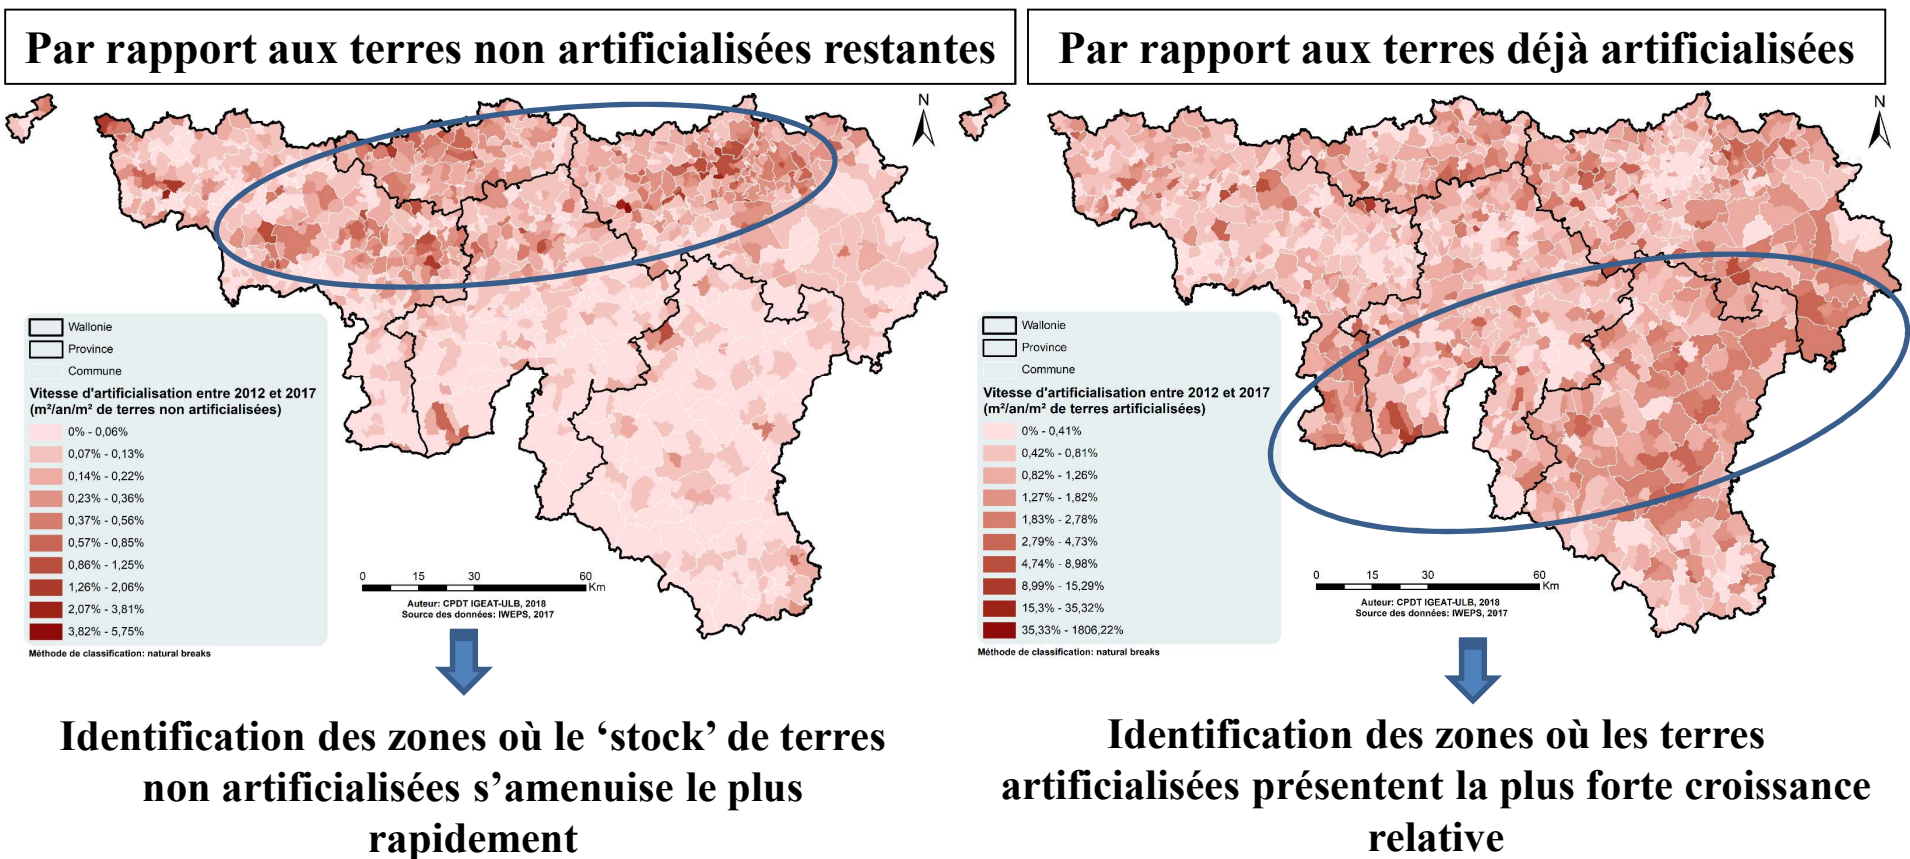 Par rapport aux terres non artificialisées restantes
N
Wallonie
Province
Commune
Vitesse d'artificialisation entre 2012 et 2017
(m²/an/m² de terres non artificialisées)
0% - 0,06%
0,07% - 0,13%
0,14% - 0,22%
0,23% - 0,36%
0,37% - 0,56%
0,57% - 0,85%
0,86% - 1,25%
1,26% - 2,06%
2,07% - 3,81%
3,82% - 5,75%
Méthode de classification: natural breaks
0 15 30 60
Km
Auteur: CPDT IGEAT-ULB, 2018
Source des données: IWEPS, 2017
Identification des zones où le ‘stock’ de terres
non artificialisées s’amenuise le plus
rapidement
Par rapport aux terres déjà artificialisées
N
Wallonie
Province
Commune
Vitesse d'artificialisation entre 2012 et 2017
(m²/an/m² de terres artificialisées)
0% - 0,41%
0,42% - 0,81%
0,82% - 1,26%
1,27% - 1,82%
1,83% - 2,78%
2,79% - 4,73%
4,74% - 8,98%
8,99% - 15,29%
15,3% - 35,32%
35,33% - 1806,22%
Méthode de classification: natural breaks
0 15 30 60
Km
Auteur: CPDT IGEAT-ULB, 2018
Source des données: IWEPS, 2017
Identification des zones où les terres
artificialisées présentent la plus forte croissance
relative